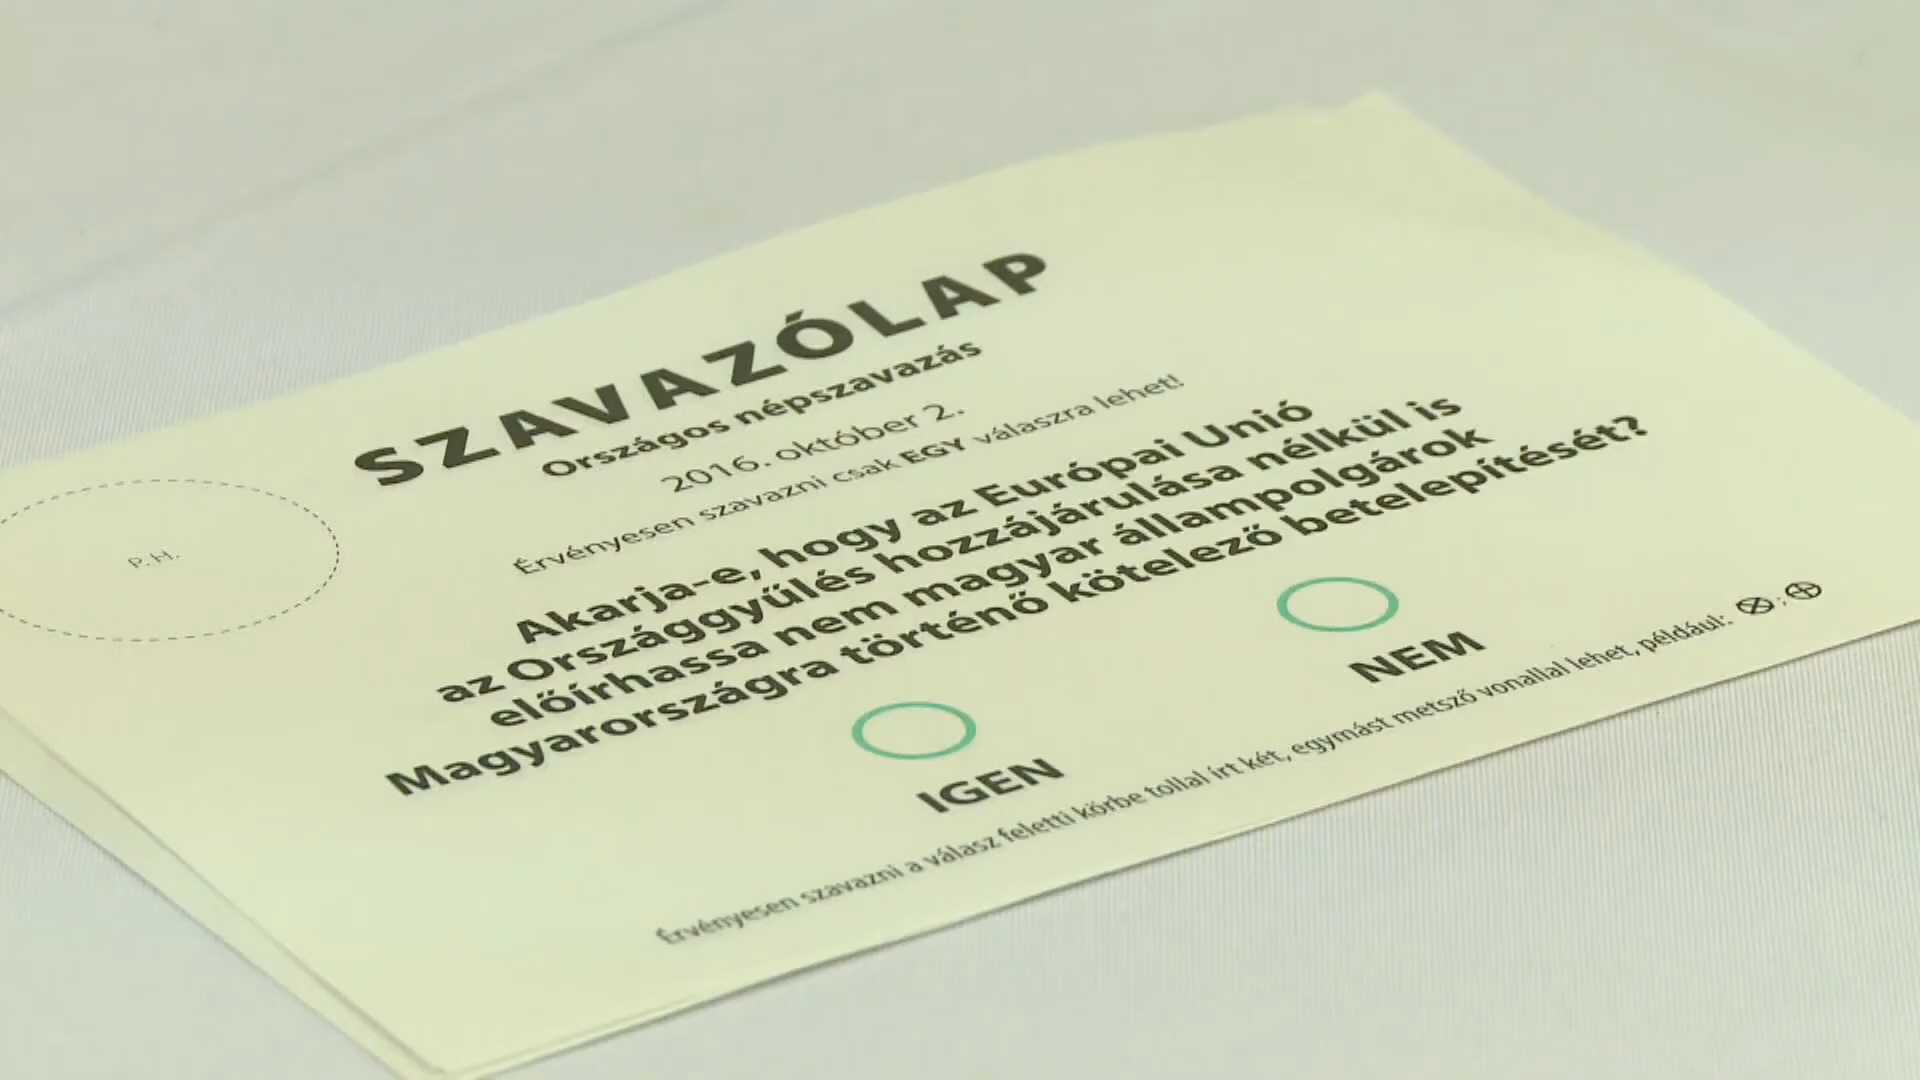 SZAVAZÓLAP
Országos népszavazás
2016. október 2.
Érvényesen szavazni csak EGY válaszra lehet!
P. H.
Akarja-e, hogy az Európai Unió
az Országgyűlés hozzájárulása nélkül is
előírhassa nem magyar állampolgárok
Magyarországra történő kötelező betelepítését?
IGEN
NEM
Érvényesen szavazni a válasz feletti körbe tollal írt két, egymást metsző vonallal lehet, például: